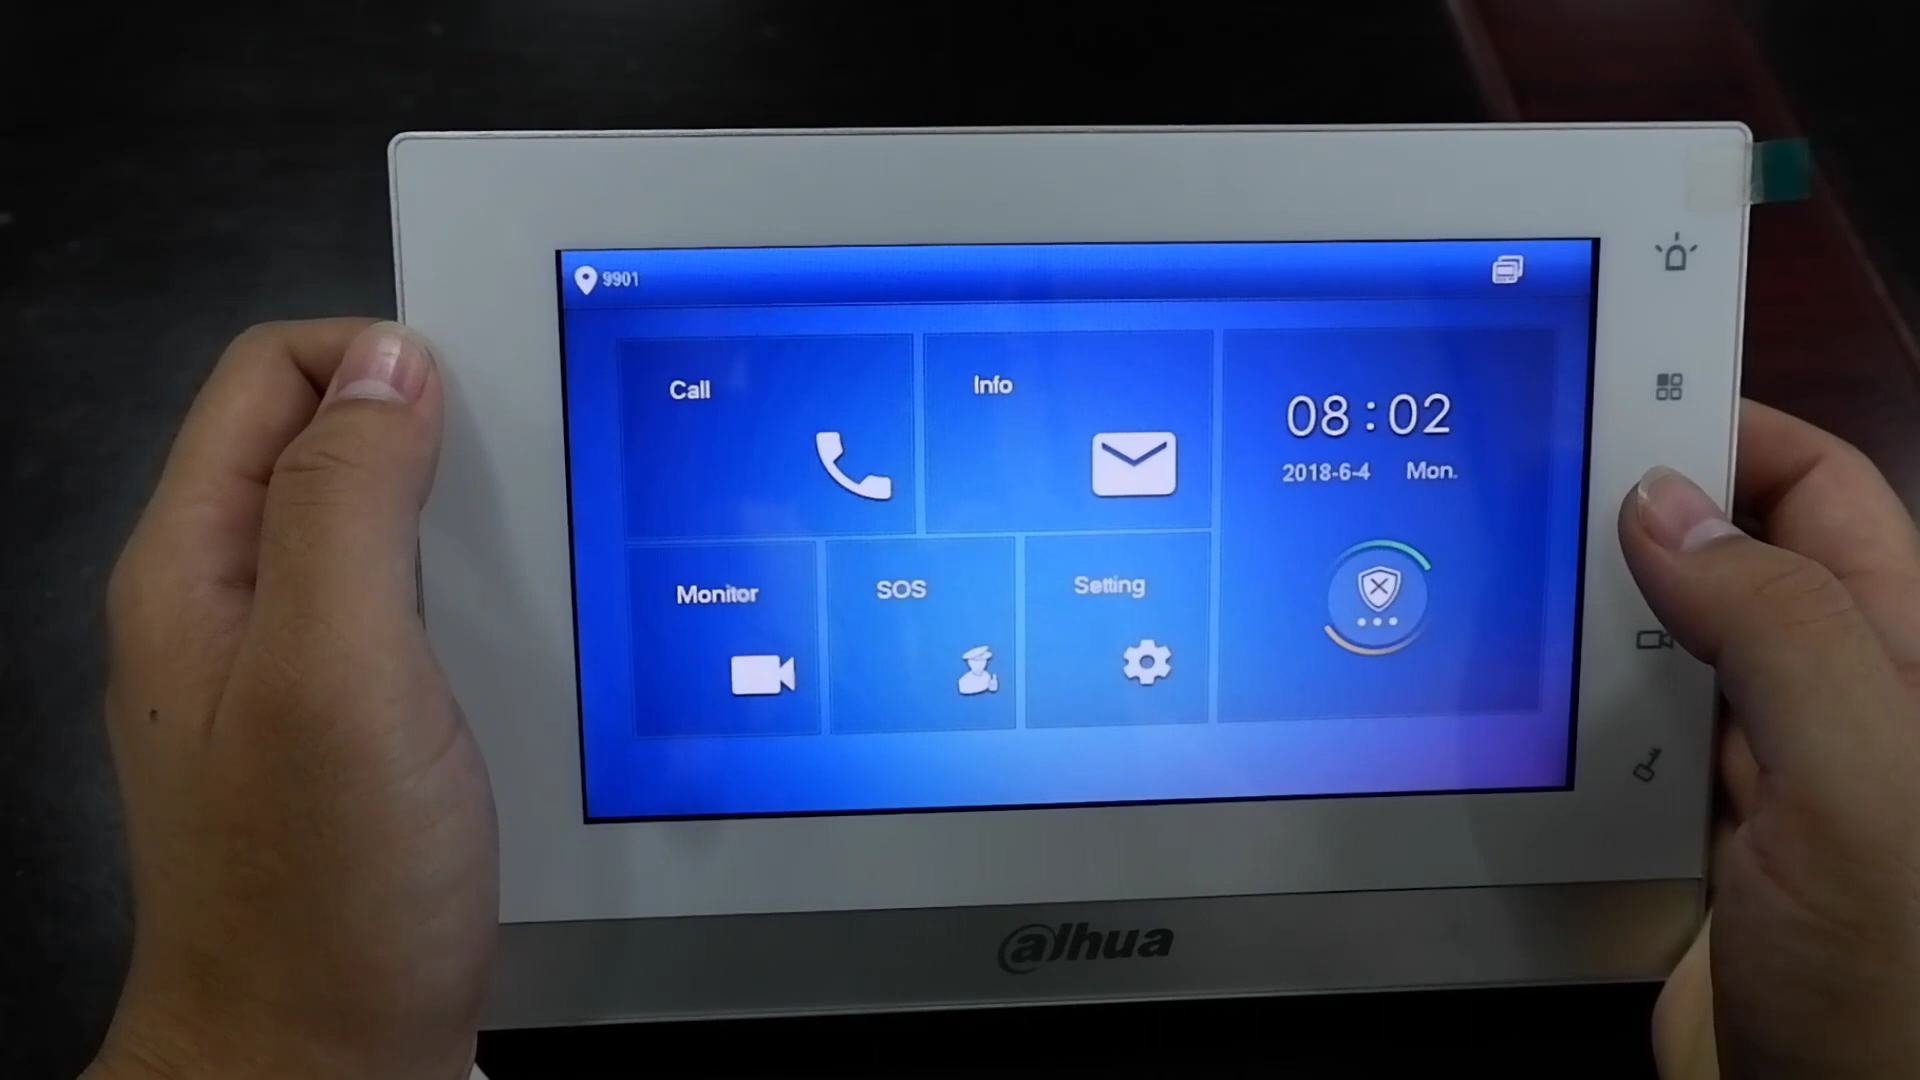 9901
Call
Info
08:02
2018-6-4 Mon.
Monitor
SOS
Setting
alhua